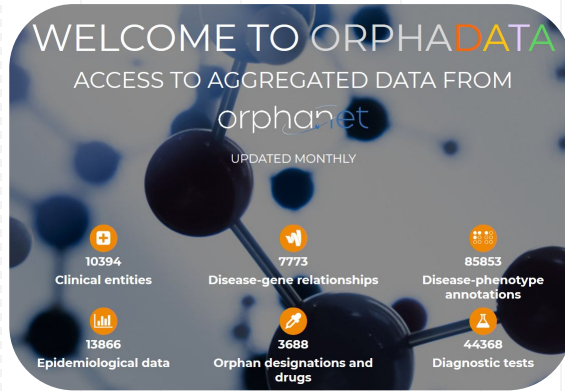 WELCOME TO ORPHADATA
ACCESS TO AGGREGATED DATA FROM
orphanet
UPDATED MONTHLY
10394
Clinical entities
7773
Disease-gene relationships
85853
Disease-phenotype
annotations
13866
Epidemiological data
3688
Orphan designations and
drugs
44368
Diagnostic tests